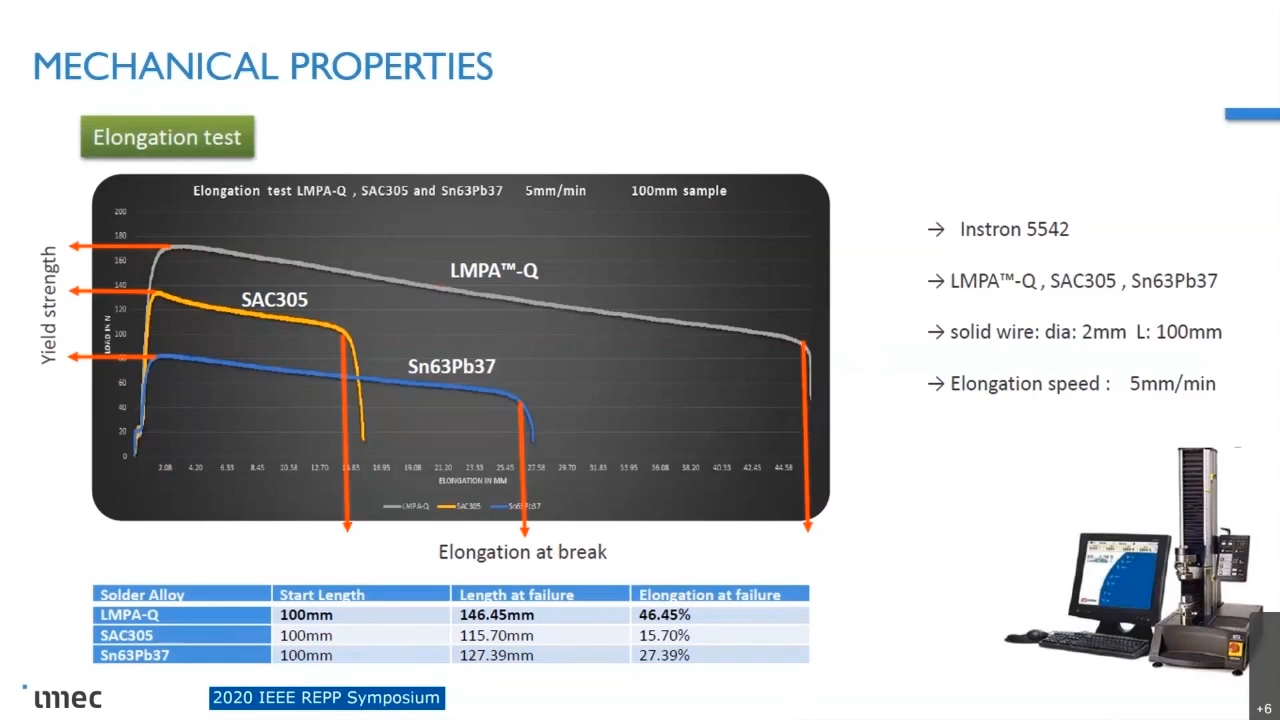 MECHANICAL PROPERTIES
Elongation test
Elongation test LMPA-Q , SAC305 and Sn63Pb37 5mm/min 100mm sample
200
180
160
140
120
100
80
60
40
20
0
LOAD IN N
Yield strength
LMPA™-Q
SAC305
Sn63Pb37
2.08 4.20 6.33 8.45 10.58 12.70 14.83 16.95 19.08 21.20 23.33 25.45 27.58 29.70 31.83 33.95 36.08 38.20 40.33 42.45 44.58
ELONGATION IN MM
LMPA-Q SAC305 Sn63Pb37
Elongation at break
→ Instron 5542
→ LMPA™-Q , SAC305 , Sn63Pb37
→ solid wire: dia: 2mm L: 100mm
→ Elongation speed : 5mm/min
Solder Alloy Start Length Length at failure Elongation at failure
LMPA-Q 100mm 146.45mm 46.45%
SAC305 100mm 115.70mm 15.70%
Sn63Pb37 100mm 127.39mm 27.39%
imec
2020 IEEE REPP Symposium
+6